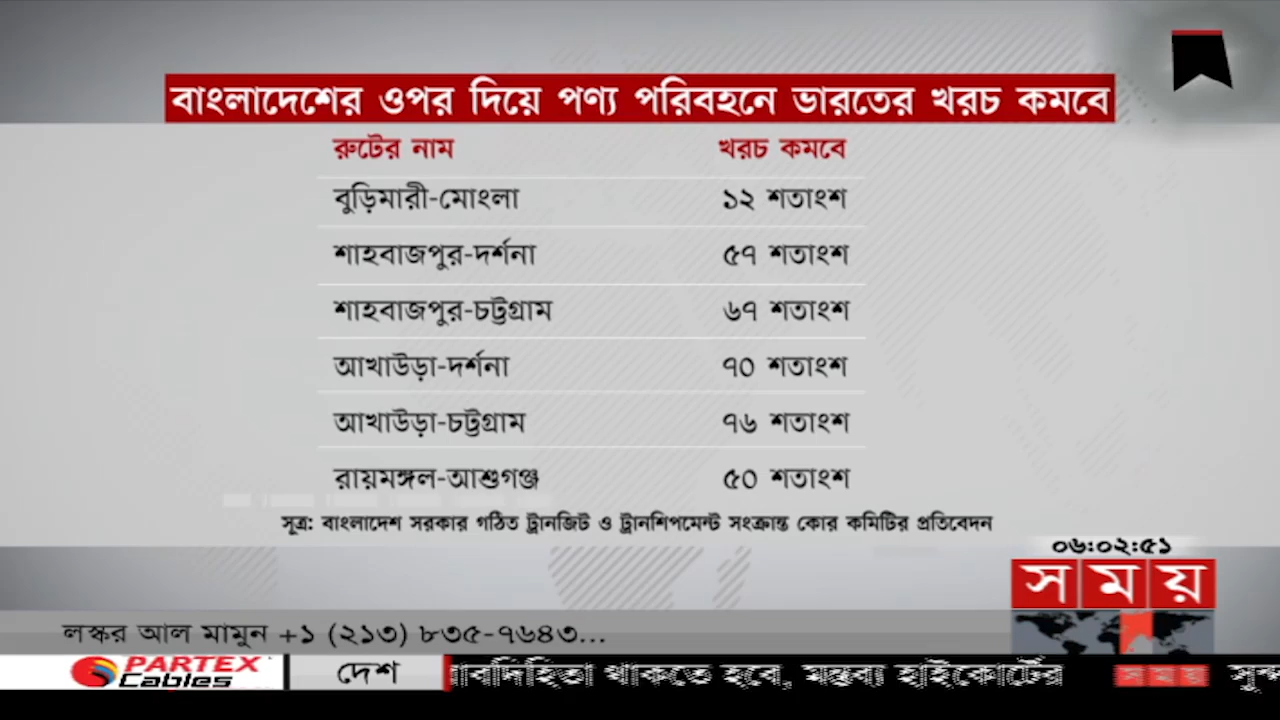 বাংলাদেশের ওপর দিয়ে পণ্য পরিবহনে ভারতের খরচ কমবে
রুটের নাম খরচ কমবে
বুড়িমারী-মোংলা ১২ শতাংশ
শাহবাজপুর-দর্শনা ৫৭ শতাংশ
শাহবাজপুর-চট্টগ্রাম ৬৭ শতাংশ
আখাউড়া-দর্শনা ৭০ শতাংশ
আখাউড়া-চট্টগ্রাম ৭৬ শতাংশ
রায়মঙ্গল-আশুগঞ্জ ৫০ শতাংশ
সূত্র: বাংলাদেশ সরকার গঠিত ট্রানজিট ও ট্রানশিপমেন্ট সংক্রান্ত কোর কমিটির প্রতিবেদন
০৬:০২:৫১
সময়
লস্কর আল মামুন +১ (২১৩) ৮৩৫-৭৬৪৩...
PARTEX
Cables
দেশ
থাকতে হবে, মন্তব্য হাইকোর্টের সময়